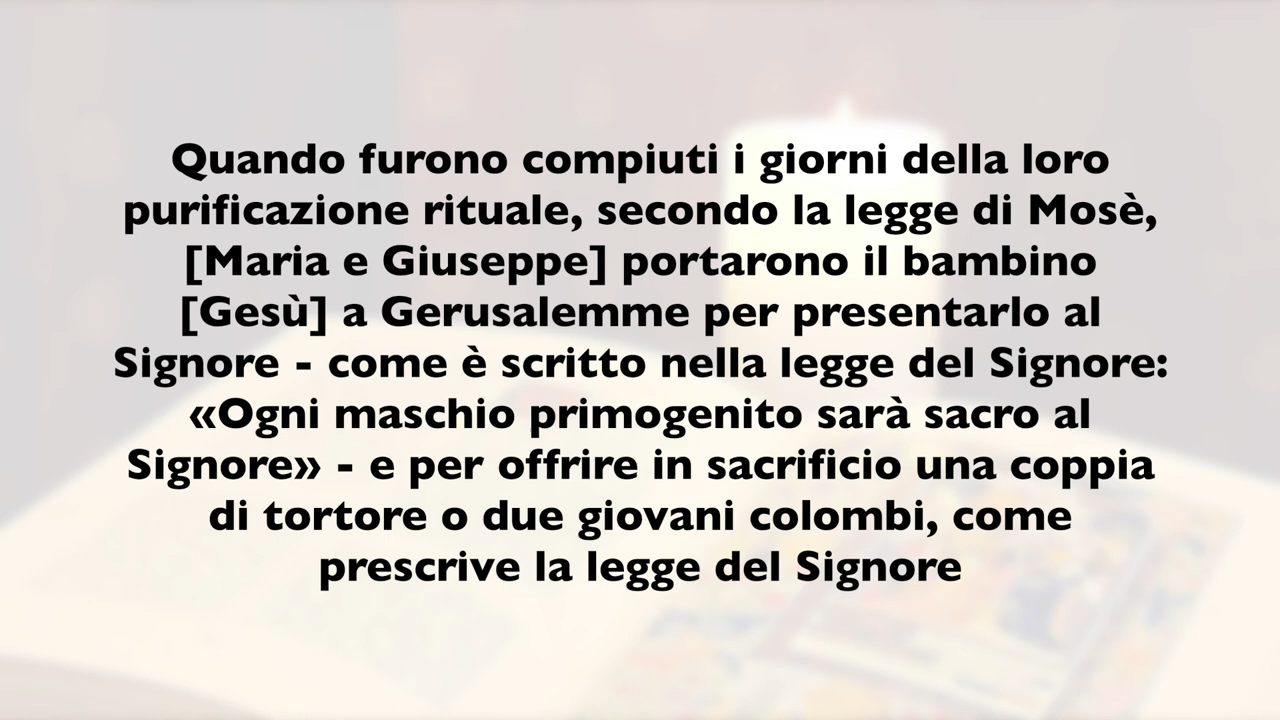 Quando furono compiuti i giorni della loro
purificazione rituale, secondo la legge di Mosè,
[Maria e Giuseppe] portarono il bambino
[Gesù] a Gerusalemme per presentarlo al
Signore - come è scritto nella legge del Signore:
«Ogni maschio primogenito sarà sacro al
Signore» - e per offrire in sacrificio una coppia
di tortore o due giovani colombi, come
prescrive la legge del Signore